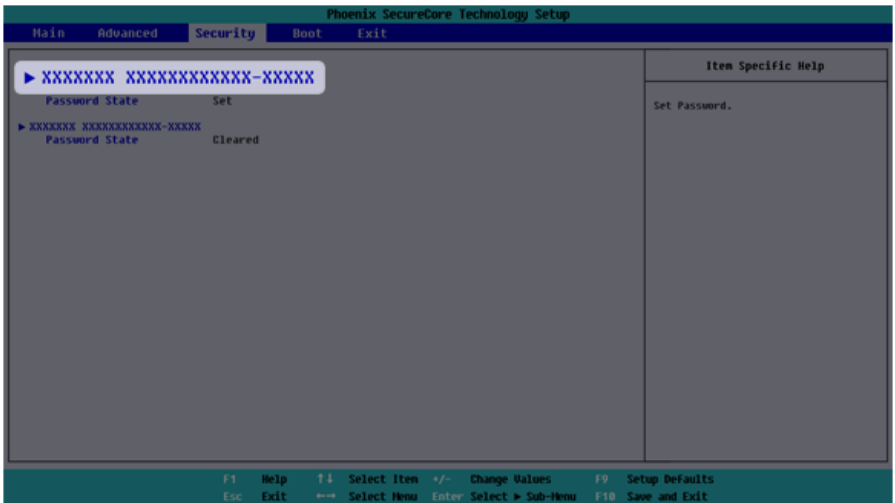 Phoenix SecureCore Technology Setup
Main Advanced Security Boot Exit
► XXXXXXX XXXXXXXXXXXX-XXXXX
Password State Set
► XXXXXXX XXXXXXXXXXXX-XXXXX
Password State Cleared
Item Specific Help
Set Password.
F1 Help ↑↓ Select Item +/- Change Values F9 Setup Defaults
Esc Exit ←→ Select Menu Enter Select ► Sub-Menu F10 Save and Exit